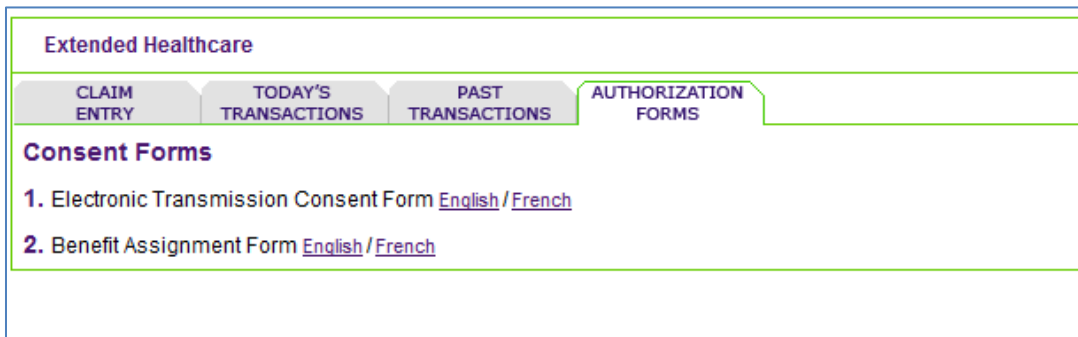 Extended Healthcare
CLAIM ENTRY
TODAY'S TRANSACTIONS
PAST TRANSACTIONS
AUTHORIZATION FORMS
Consent Forms
1. Electronic Transmission Consent Form English / French
2. Benefit Assignment Form English / French